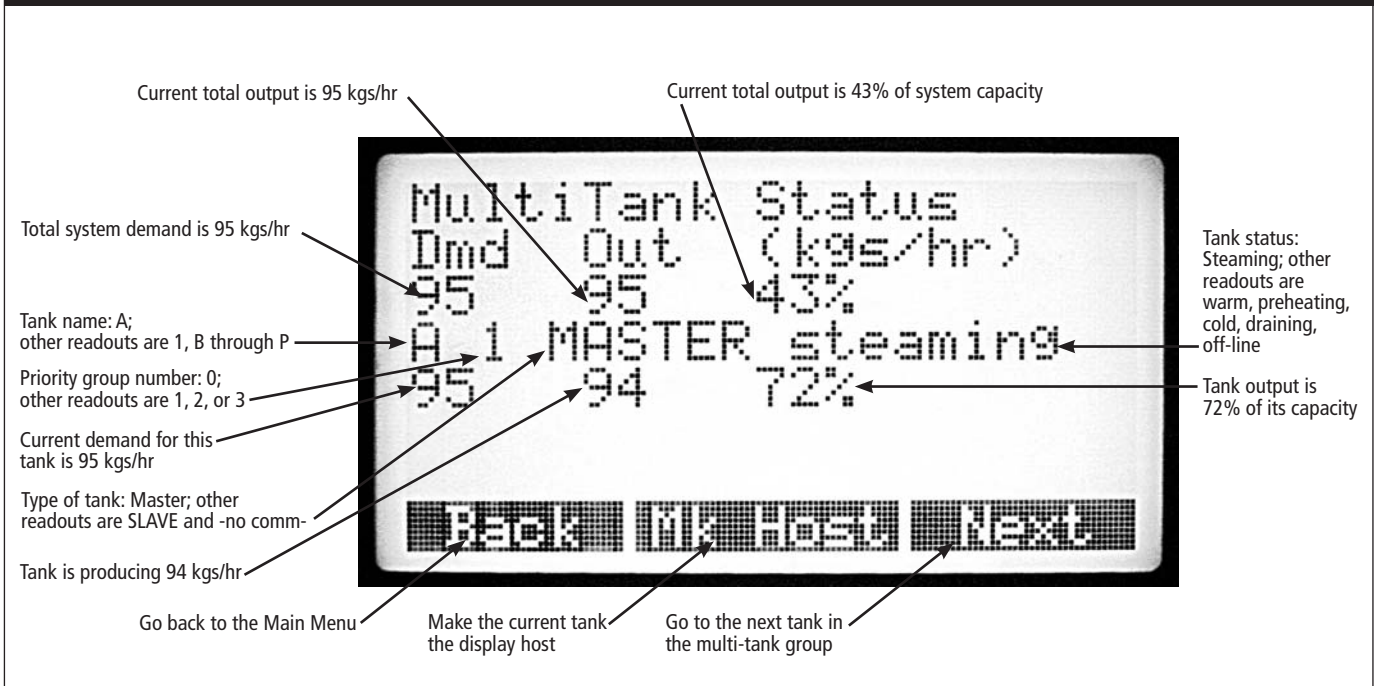 Current total output is 95 kgs/hr
Current total output is 43% of system capacity
Total system demand is 95 kgs/hr
Tank name: A;
other readouts are 1, B through P
Priority group number: 0;
other readouts are 1, 2, or 3
Current demand for this
tank is 95 kgs/hr
Type of tank: Master; other
readouts are SLAVE and -no comm-
Tank is producing 94 kgs/hr
MultiTank Status
Dmd Out (kgs/hr)
95 95 43%
A 1 MASTER steaming
95 94 72%
Back Mk Host Next
Tank status:
Steaming; other
readouts are
warm, preheating,
cold, draining,
off-line
Tank output is
72% of its capacity
Go back to the Main Menu
Make the current tank
the display host
Go to the next tank in
the multi-tank group